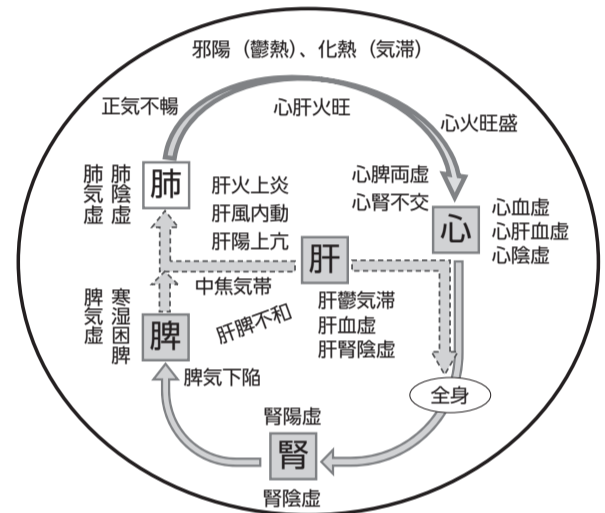 邪陽（鬱熱）、化熱（気滞）
正気不暢
心肝火旺
心火旺盛
肺気虚
肺陰虚
肺
肝火上炎
肝風内動
肝陽上亢
心脾両虚
心腎不交
心
心血虚
心肝血虚
心陰虚
肝
中焦気帯
脾気虚
寒湿困脾
脾
肝脾不和
肝鬱気滞
肝血虚
肝腎陰虚
脾気下陥
全身
腎陽虚
腎
腎陰虚